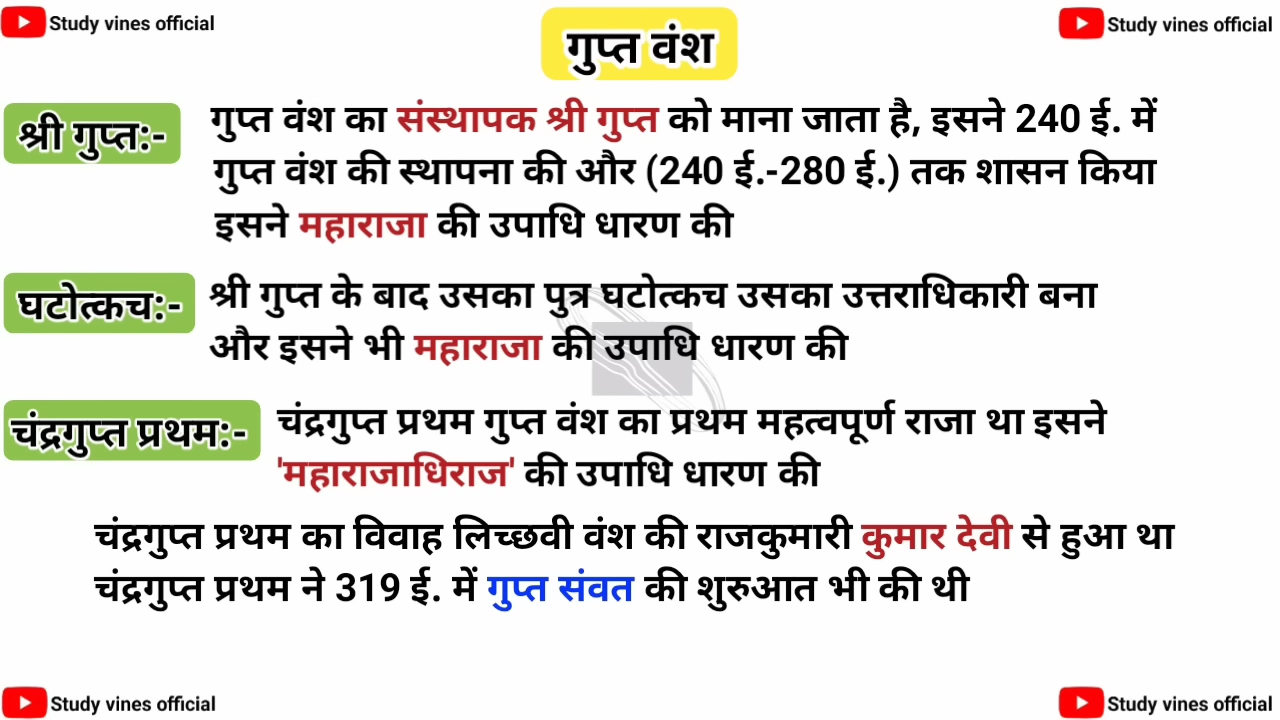 Study vines official
Study vines official
गुप्त वंश
श्री गुप्त:-
गुप्त वंश का संस्थापक श्री गुप्त को माना जाता है, इसने 240 ई. में
गुप्त वंश की स्थापना की और (240 ई.-280 ई.) तक शासन किया
इसने महाराजा की उपाधि धारण की
घटोत्कच:-
श्री गुप्त के बाद उसका पुत्र घटोत्कच उसका उत्तराधिकारी बना
और इसने भी महाराजा की उपाधि धारण की
चंद्रगुप्त प्रथम:-
चंद्रगुप्त प्रथम गुप्त वंश का प्रथम महत्वपूर्ण राजा था इसने
'महाराजाधिराज' की उपाधि धारण की
चंद्रगुप्त प्रथम का विवाह लिच्छवी वंश की राजकुमारी कुमार देवी से हुआ था
चंद्रगुप्त प्रथम ने 319 ई. में गुप्त संवत की शुरुआत भी की थी
Study vines official
Study vines official